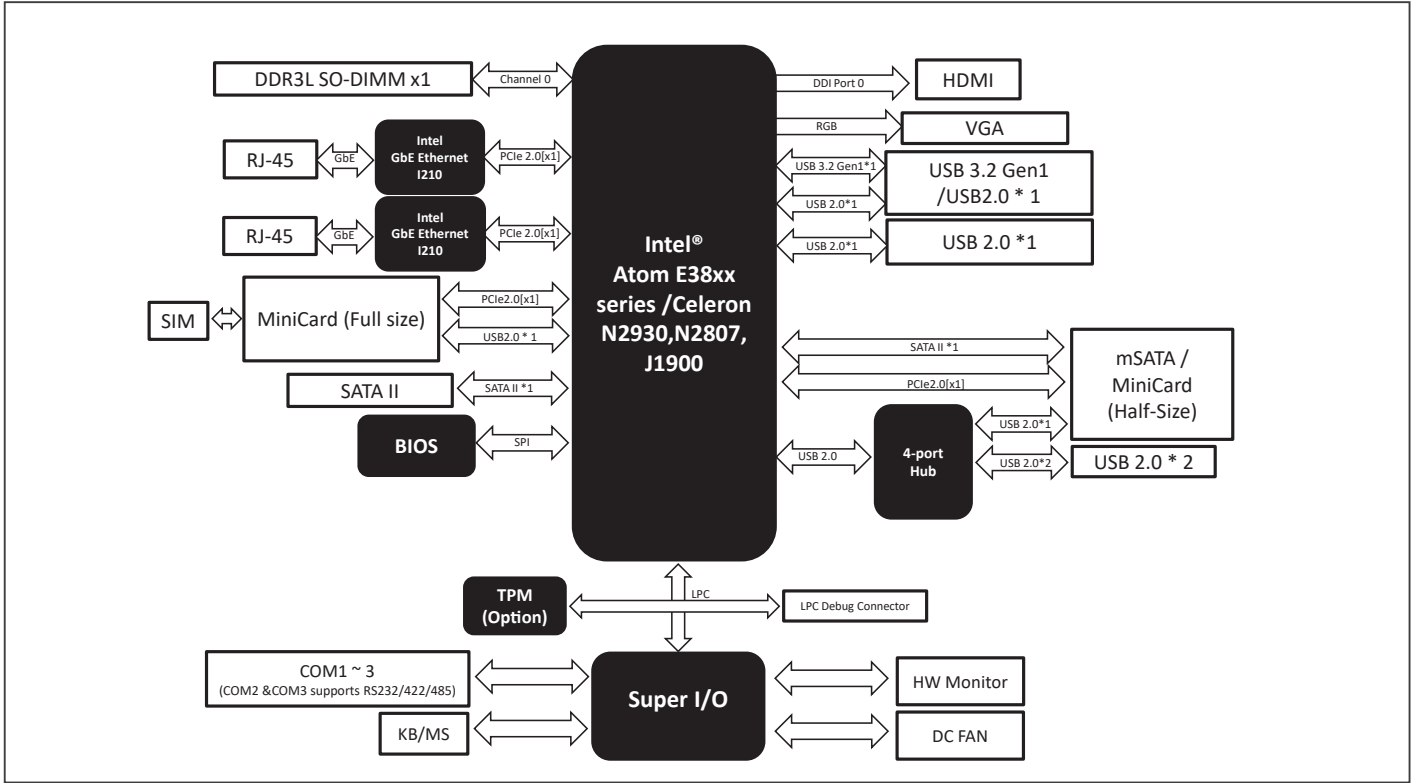 DDR3L SO-DIMM x1
Channel 0
RJ-45
GbE
Intel
GbE Ethernet
I210
PCIe 2.0[x1]
RJ-45
GbE
Intel
GbE Ethernet
I210
PCIe 2.0[x1]
SIM
MiniCard (Full size)
PCIe2.0[x1]
USB2.0 * 1
SATA II
SATA II *1
BIOS
SPI
Intel®
Atom E38xx
series /Celeron
N2930,N2807,
J1900
DDI Port 0
HDMI
RGB
VGA
USB 3.2 Gen1*1
USB 2.0*1
USB 3.2 Gen1
/USB2.0 * 1
USB 2.0*1
USB 2.0 *1
SATA II *1
PCIe2.0[x1]
mSATA /
MiniCard
(Half-Size)
USB 2.0
4-port
Hub
USB 2.0*1
USB 2.0*2
USB 2.0 * 2
TPM
(Option)
LPC
LPC Debug Connector
COM1 ~ 3
(COM2 &COM3 supports RS232/422/485)
KB/MS
Super I/O
HW Monitor
DC FAN